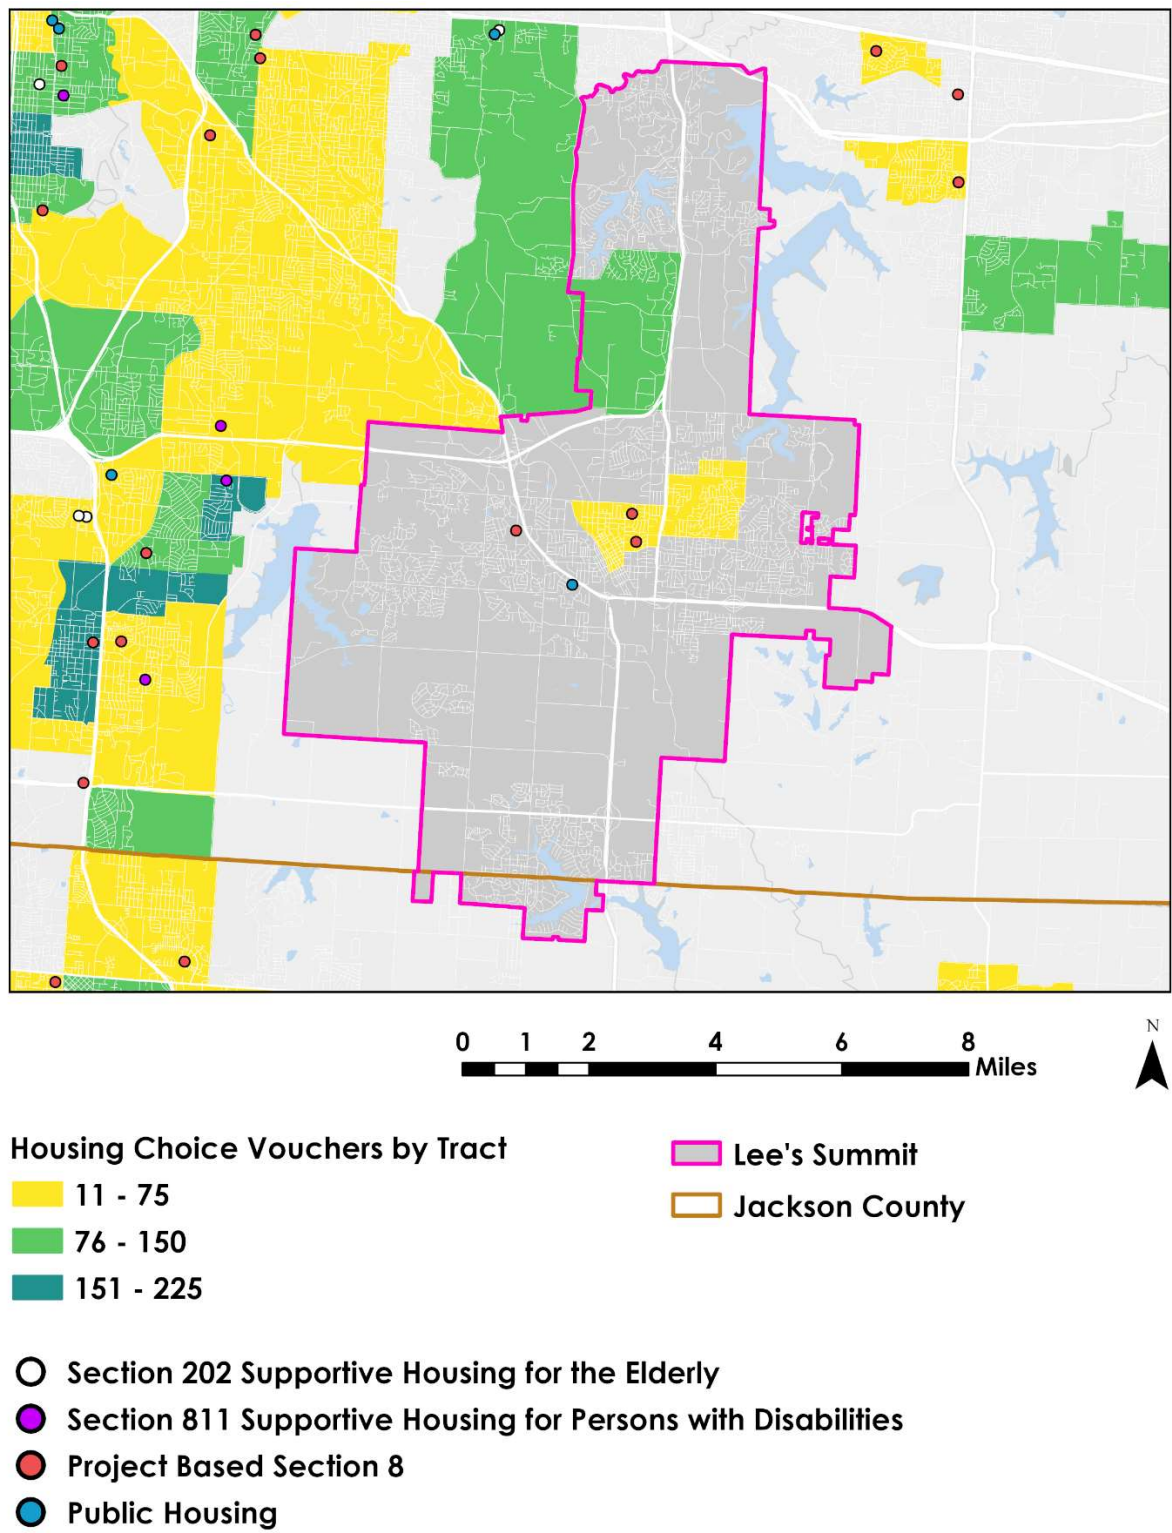 0 1 2 4 6 8
Miles
N
Housing Choice Vouchers by Tract
11 - 75
76 - 150
151 - 225
Lee's Summit
Jackson County
Section 202 Supportive Housing for the Elderly
Section 811 Supportive Housing for Persons with Disabilities
Project Based Section 8
Public Housing